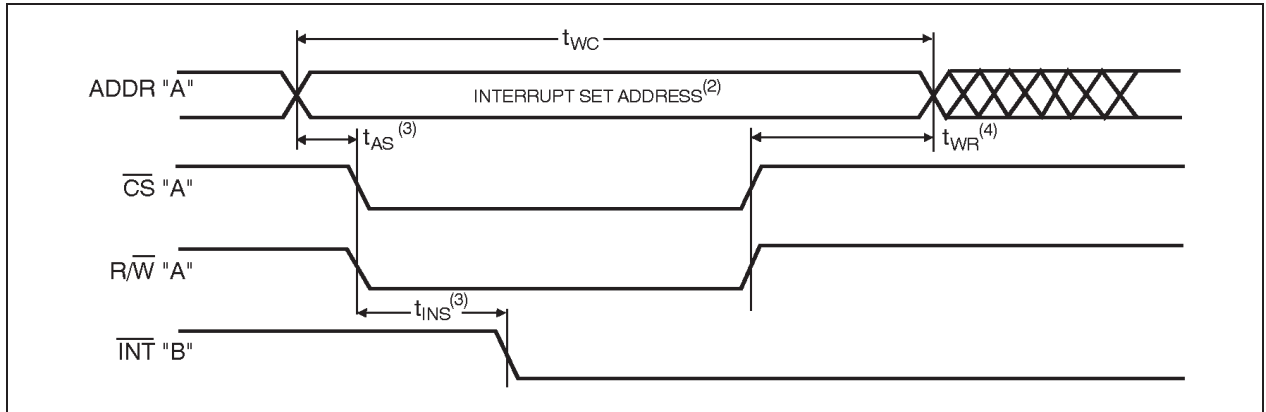 tWC
ADDR "A"
INTERRUPT SET ADDRESS(2)
tAS(3)
tWR(4)
CS "A"
R/W "A"
tINS(3)
INT "B"